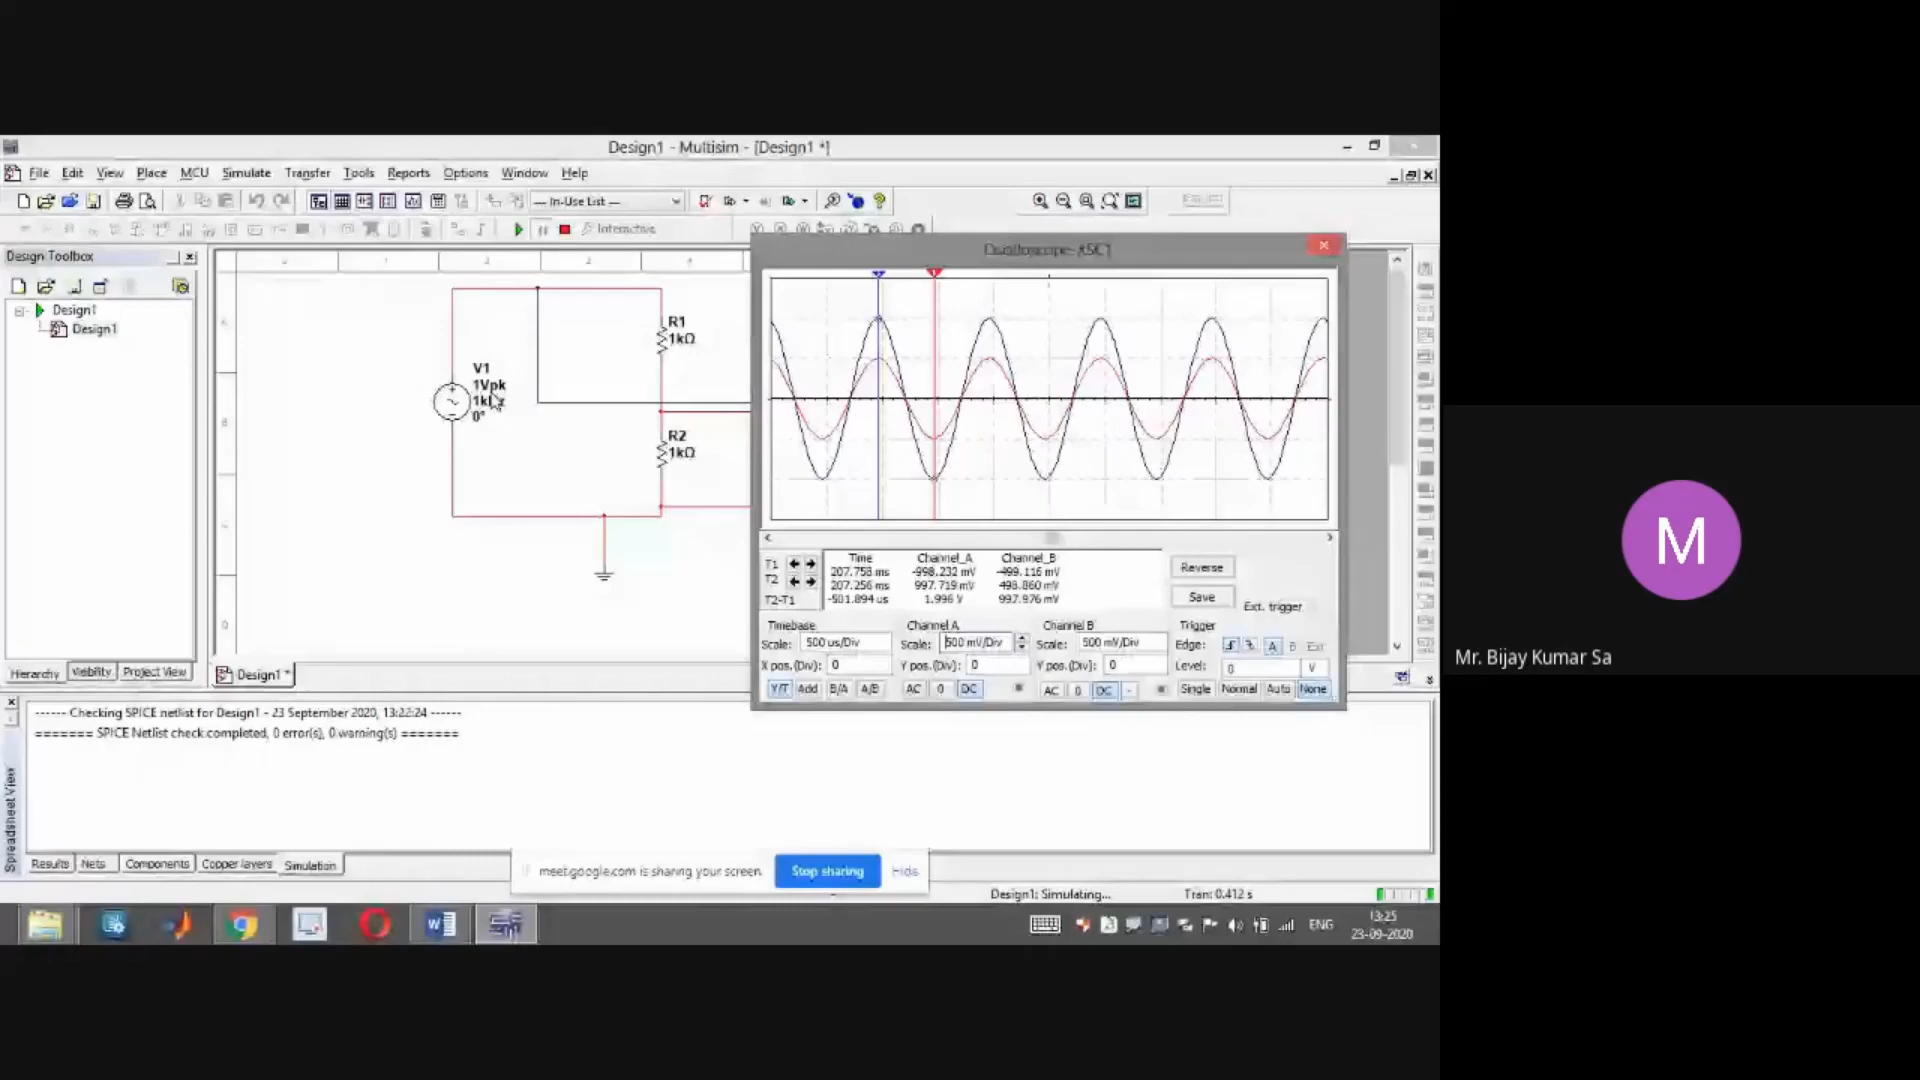 Design1 - Multisim - [Design1 *]
File Edit View Place MCU Simulate Transfer Tools Reports Options Window Help
--- In-Use List ---
Interactive
Design Toolbox
Design1
Design1
Hierarchy Visibility Project View
V1
1Vpk
0°
R1
1kΩ
R2
1kΩ
Design1 *
Time Channel_A Channel_B
T1 207.758 ms -998.232 mV -499.116 mV
T2 207.256 ms 997.719 mV 498.860 mV
T2-T1 -501.894 us 1.996 V 997.976 mV
Reverse
Save
Ext. trigger
Timebase
Scale: 500 us/Div
X pos.(Div): 0
Y/T Add B/A A/B
Channel A
Scale: 500 mV/Div
Y pos.(Div): 0
AC 0 DC
Channel B
Scale: 500 mV/Div
Y pos.(Div): 0
AC 0 DC -
Trigger
Edge: A B Ext
Level: 0 V
Single Normal Auto None
------ Checking SPICE netlist for Design1 - 23 September 2020, 13:22:24 ------
======= SPICE Netlist check completed, 0 error(s), 0 warning(s) =======
Spreadsheet View
Results Nets Components Copper layers Simulation
meet.google.com is sharing your screen. Stop sharing Hide
Design1: Simulating... Tran: 0.412 s
ENG
13:25
23-09-2020
M
Mr. Bijay Kumar Sa